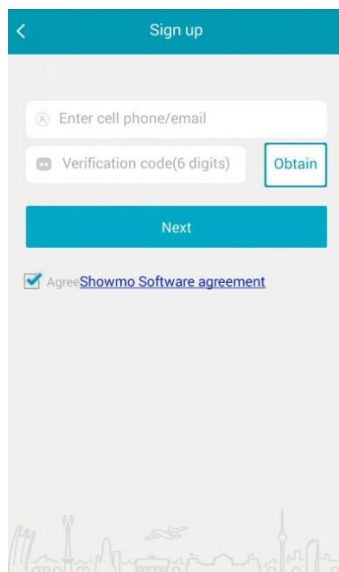 Sign up
Enter cell phone/email
Verification code(6 digits)
Obtain
Next
AgreeShowmo Software agreement